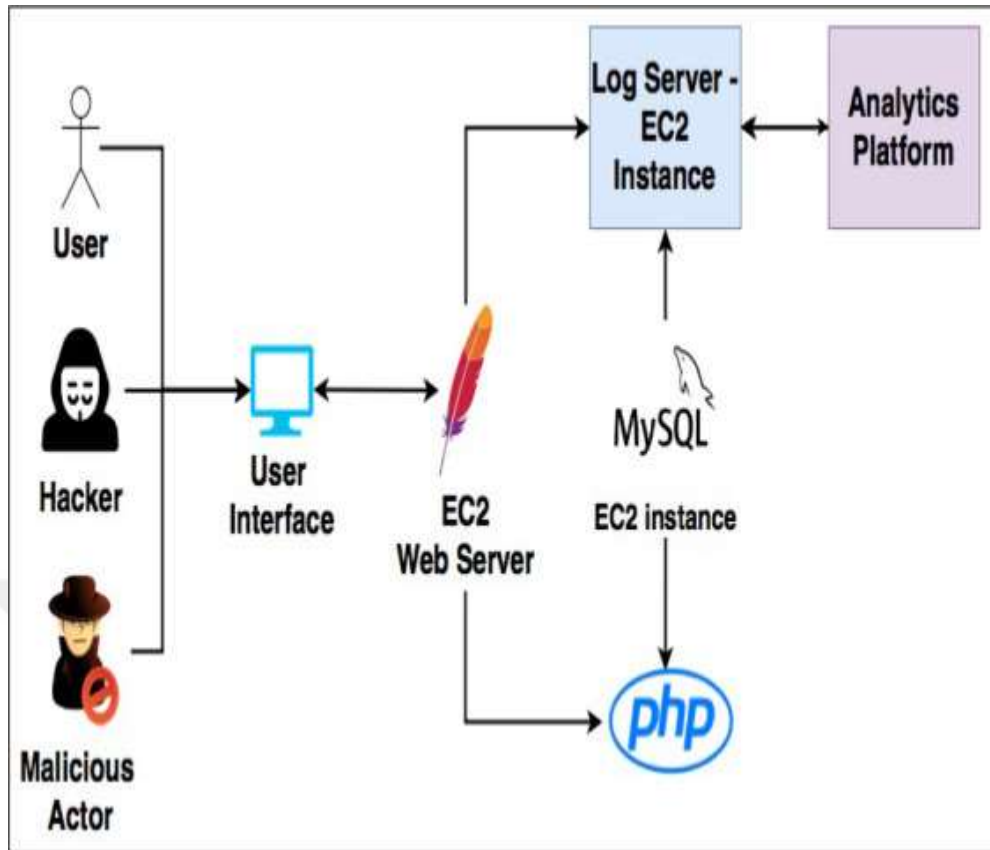 User
Hacker
Malicious
Actor
User
Interface
EC2
Web Server
Log Server -
EC2
Instance
Analytics
Platform
MySQL
EC2 instance
php